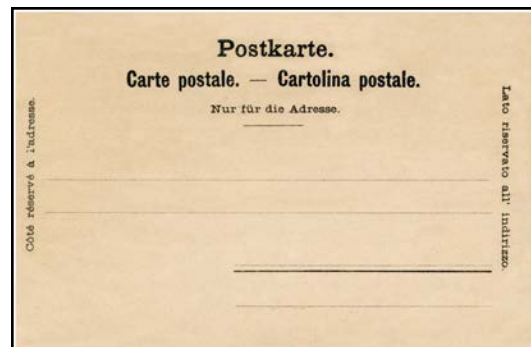 Postkarte.
Carte postale. — Cartolina postale.
Nur für die Adresse.
Côté réservé à l'adresse.
Lato riservato all' indirizzo.